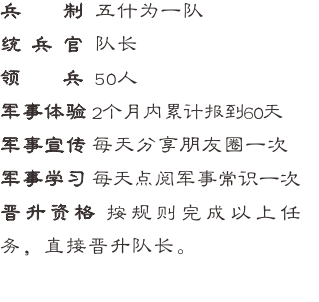 兵 制 五什为一队
统兵官 队长
领 兵 50人
军事体验 2个月内累计报到60天
军事宣传 每天分享朋友圈一次
军事学习 每天点阅军事常识一次
晋升资格 按规则完成以上任
务，直接晋升队长。